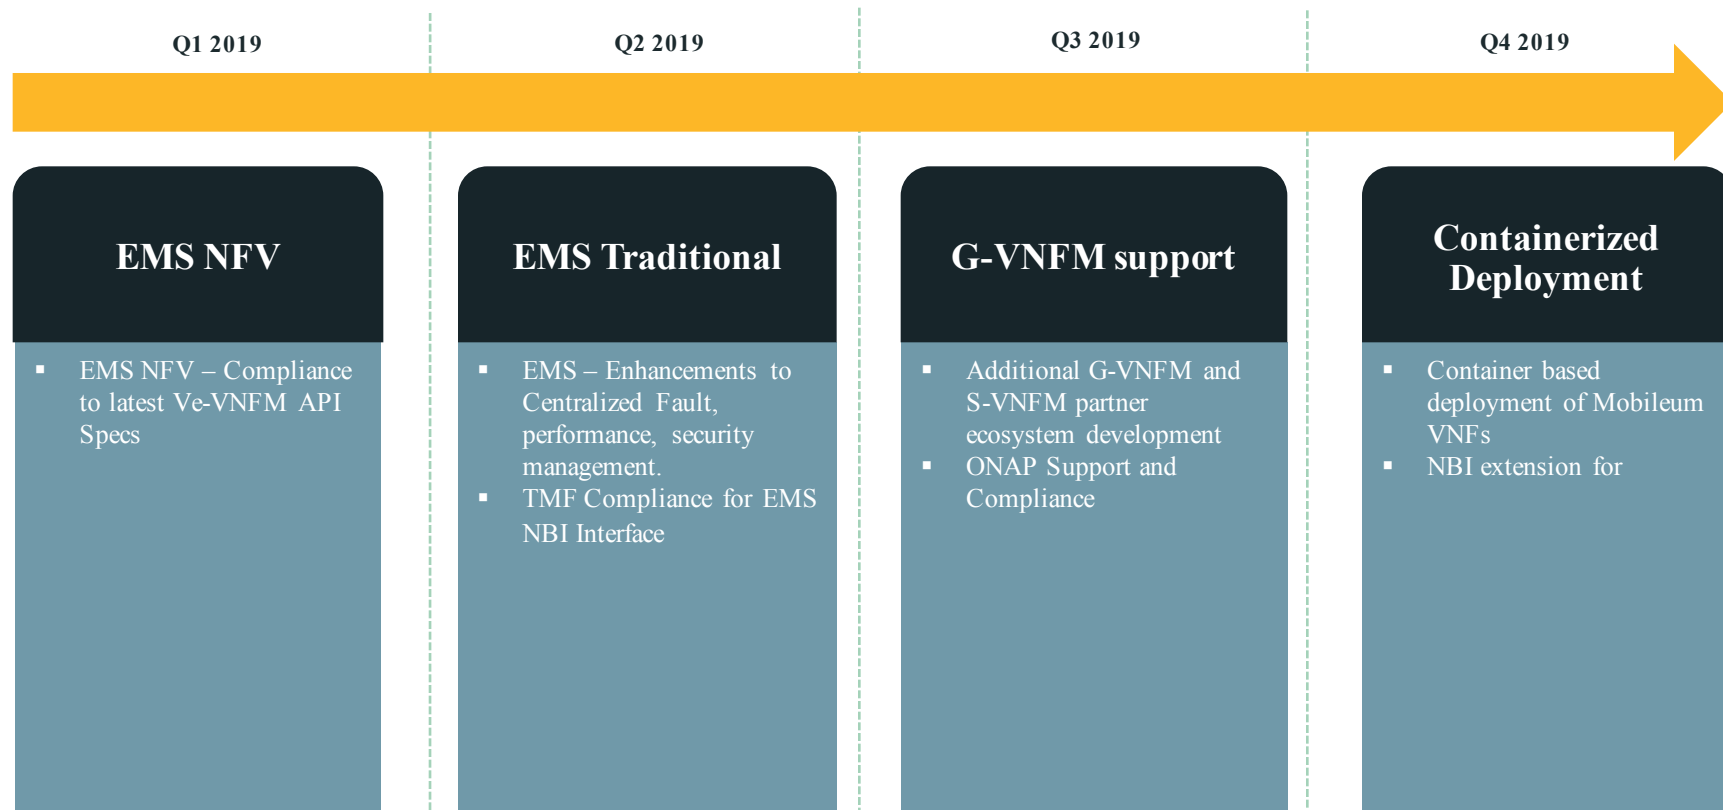 Q1 2019
Q2 2019
Q3 2019
Q4 2019
EMS NFV
▪ EMS NFV – Compliance
to latest Ve-VNFM API
Specs
EMS Traditional
▪ EMS – Enhancements to
Centralized Fault,
performance, security
management.
▪ TMF Compliance for EMS
NBI Interface
G-VNFM support
▪ Additional G-VNFM and
S-VNFM partner
ecosystem development
▪ ONAP Support and
Compliance
Containerized
Deployment
▪ Container based
deployment of Mobileum
VNFs
▪ NBI extension for